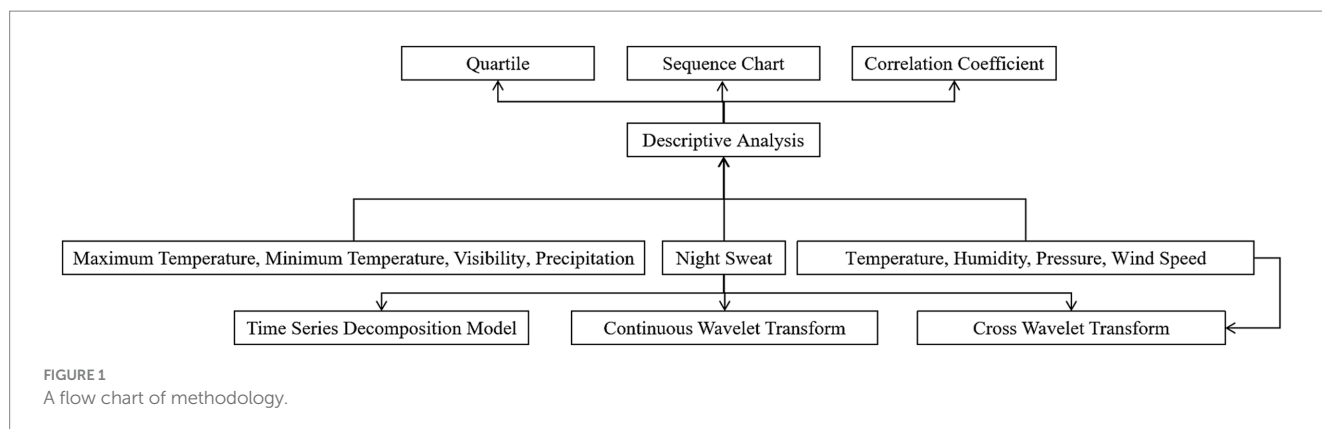 Quartile
Sequence Chart
Correlation Coefficient
Descriptive Analysis
Maximum Temperature, Minimum Temperature, Visibility, Precipitation
Night Sweat
Temperature, Humidity, Pressure, Wind Speed
Time Series Decomposition Model
Continuous Wavelet Transform
Cross Wavelet Transform
FIGURE 1
A flow chart of methodology.